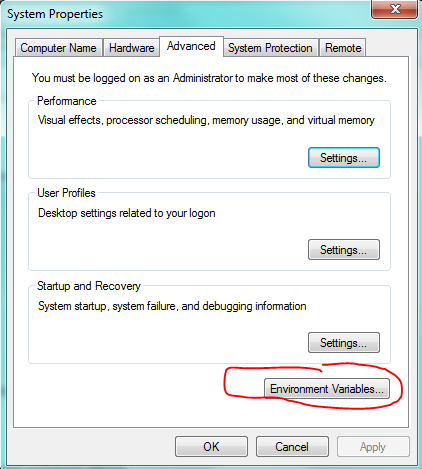 System Properties
Computer Name Hardware Advanced System Protection Remote
You must be logged on as an Administrator to make most of these changes.
Performance
Visual effects, processor scheduling, memory usage, and virtual memory
Settings...
User Profiles
Desktop settings related to your logon
Settings...
Startup and Recovery
System startup, system failure, and debugging information
Settings...
Environment Variables...
OK Cancel Apply